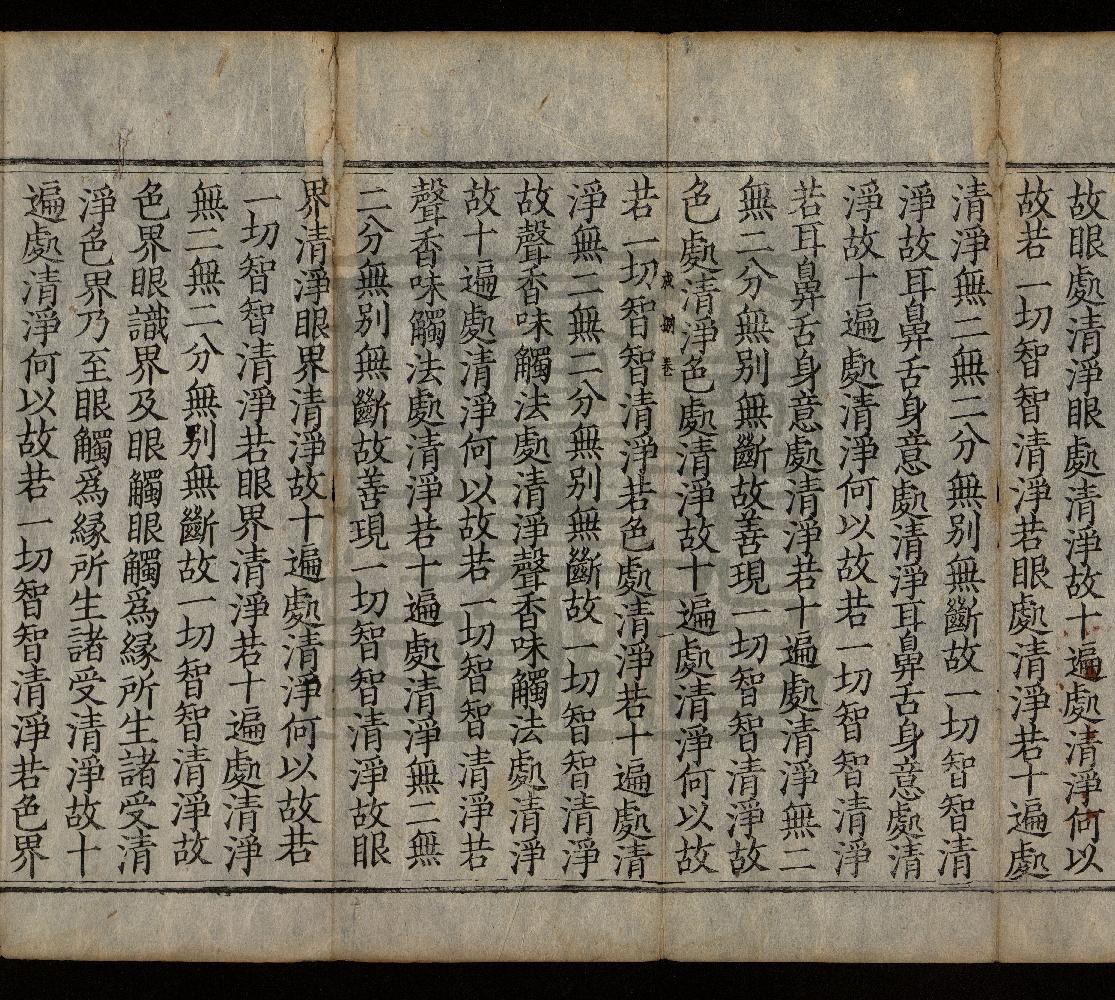 故眼處清淨眼處清淨故十遍處清淨何以
故若一切智智清淨若眼處清淨若十遍處
清淨無二無二分無別無斷故一切智智清
淨故耳鼻舌身意處清淨耳鼻舌身意處清
淨故十遍處清淨何以故若一切智智清淨
若耳鼻舌身意處清淨若十遍處清淨無二
無二分無別無斷故善現一切智智清淨故
色處清淨色處清淨故十遍處清淨何以故
若一切智智清淨若色處清淨若十遍處清
淨無二無二分無別無斷故一切智智清淨
故聲香味觸法處清淨聲香味觸法處清淨
故十遍處清淨何以故若一切智智清淨若
聲香味觸法處清淨若十遍處清淨無二無
二分無別無斷故善現一切智智清淨故眼
界清淨眼界清淨故十遍處清淨何以故若
一切智智清淨若眼界清淨若十遍處清淨
無二無二分無別無斷故一切智智清淨故
色界眼識界及眼觸眼觸爲緣所生諸受清
淨色界乃至眼觸爲緣所生諸受清淨故十
遍處清淨何以故若一切智智清淨若色界